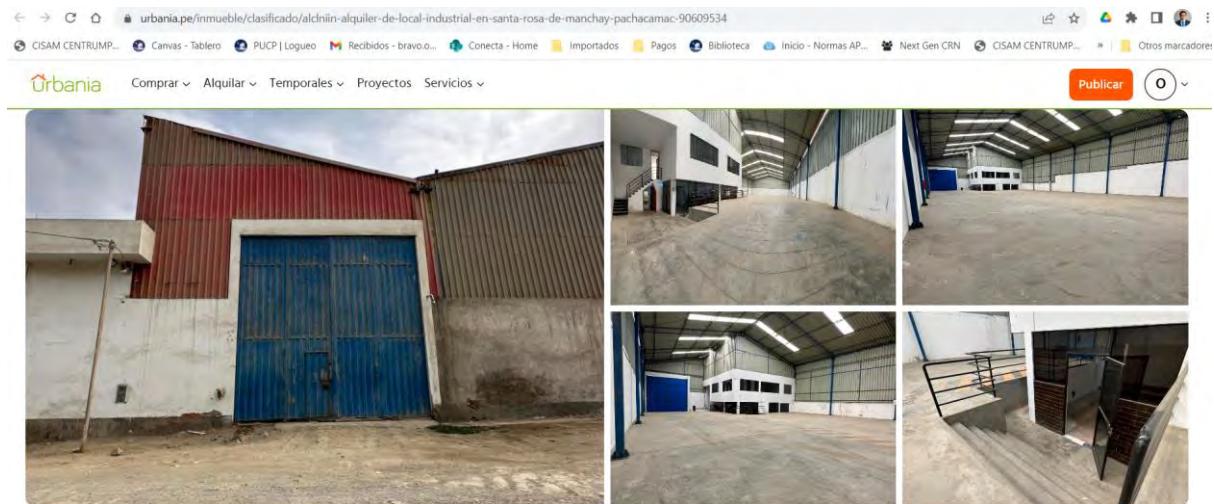 urbania.pe/inmueble/clasificado/alclniin-alquiler-de-local-industrial-en-santa-rosa-de-manchay-pachacamac-90609534
CISAM CENTRUMP... Canvas - Tablero PUCP | Logueo Recibidos - bravo.o... Conecta - Home Importados Pagos Biblioteca Inicio - Normas AP... Next Gen CRN CISAM CENTRUMP... » Otros marcadores
urbania Comprar Alquilar Temporales Proyectos Servicios Publicar O